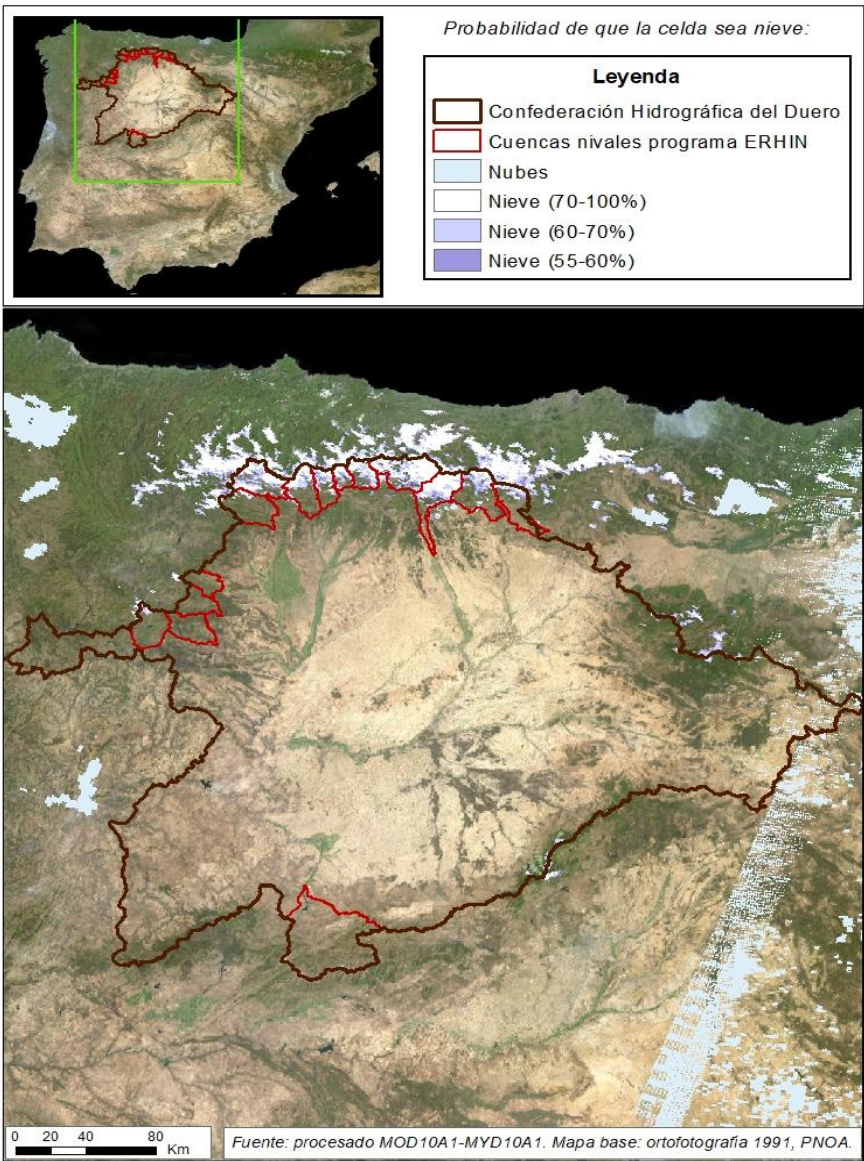 Probabilidad de que la celda sea nieve:
Leyenda
Confederación Hidrográfica del Duero
Cuencas nivales programa ERHIN
Nubes
Nieve (70-100%)
Nieve (60-70%)
Nieve (55-60%)
0 20 40 80
Km
Fuente: procesado MOD10A1-MYD10A1. Mapa base: ortofotografia 1991, PNOA.